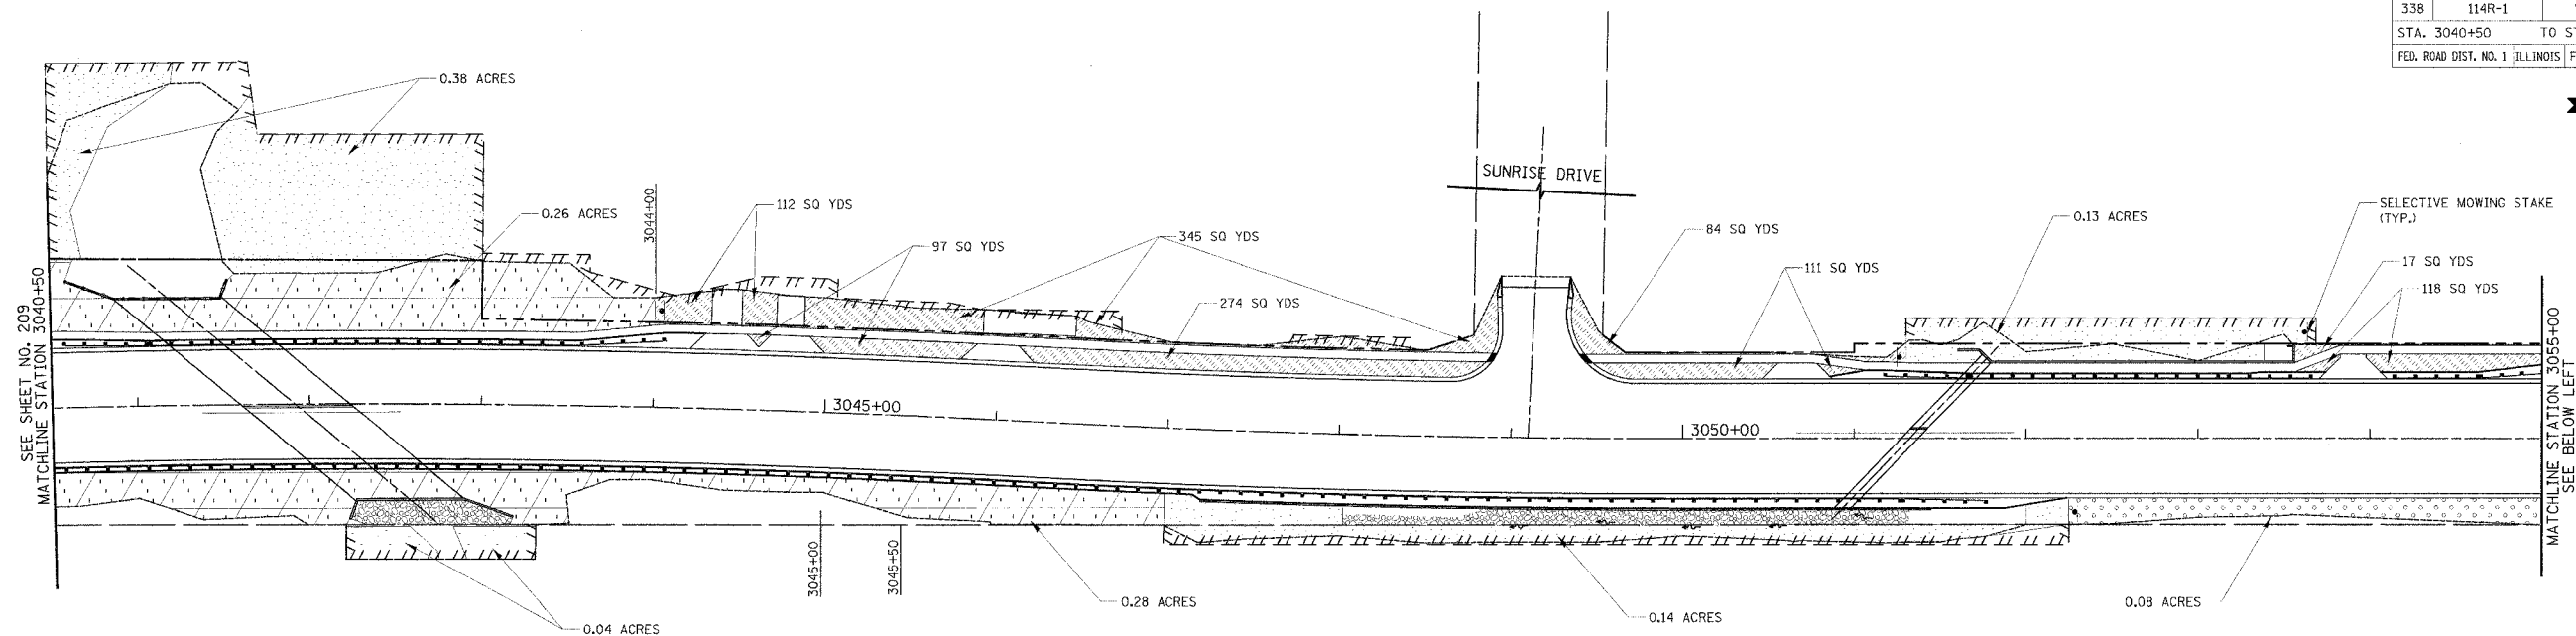 338 114R-1
STA. 3040+50 TO ST
FED. ROAD DIST. NO. 1 ILLINOIS F
0.38 ACRES
SUNRISE DRIVE
0.26 ACRES
3044+00
112 SQ YDS
97 SQ YDS
345 SQ YDS
274 SQ YDS
84 SQ YDS
111 SQ YDS
0.13 ACRES
SELECTIVE MOWING STAKE
(TYP.)
17 SQ YDS
118 SQ YDS
SEE SHEET NO. 209
MATCHLINE STATION 3040+50
3045+00
3050+00
MATCHLINE STATION 3055+00
SEE BELOW LEFT
3045+00
3045+50
0.04 ACRES
0.28 ACRES
0.14 ACRES
0.08 ACRES